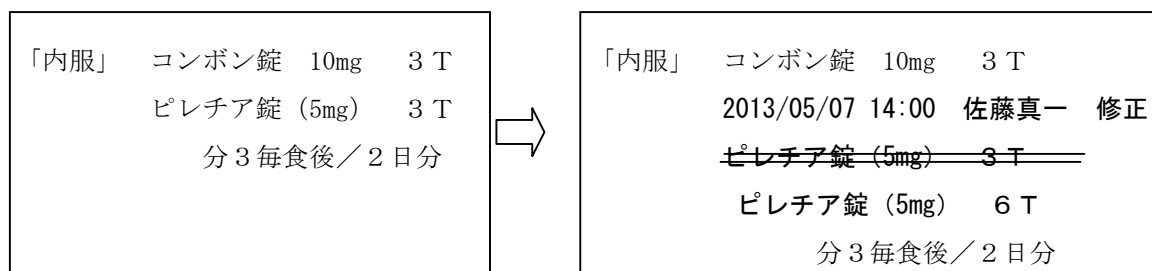 「内服」 コンボン錠 10mg ３Ｔ
ピレチア錠（5mg） ３Ｔ
分３毎食後／２日分
「内服」 コンボン錠 10mg ３Ｔ
2013/05/07 14:00 佐藤真一 修正
ピレチア錠（5mg） ３Ｔ
ピレチア錠（5mg） ６Ｔ
分３毎食後／２日分